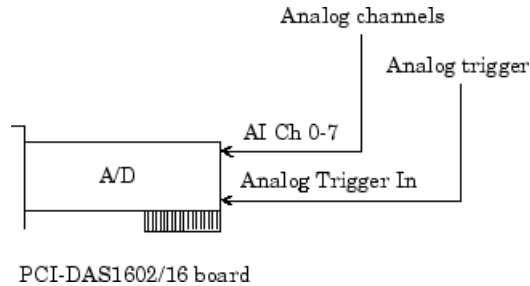 Analog channels
Analog trigger
AI Ch 0-7
A/D
Analog Trigger In
PCI-DAS1602/16 board